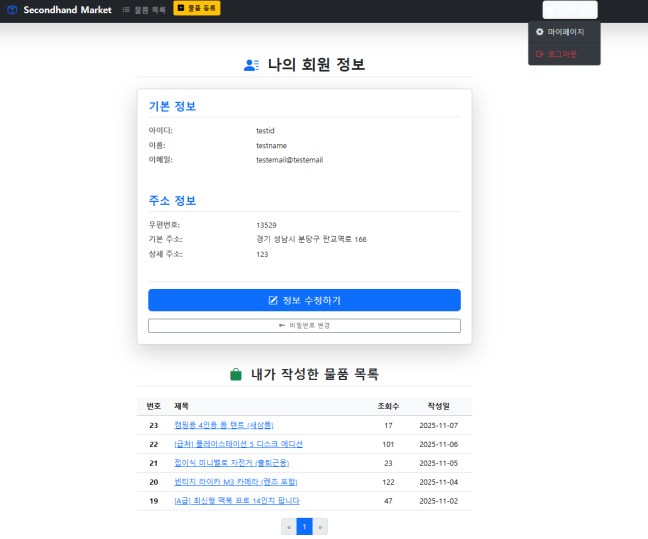 Secondhand Market 물품 목록 물품 등록
마이페이지
로그아웃
나의 회원 정보
기본 정보
아이디: testid
이름: testname
이메일: testemail@testemail
주소 정보
우편번호: 13529
기본 주소: 경기 성남시 분당구 판교역로 166
상세 주소: 123
정보 수정하기
비밀번호 변경
내가 작성한 물품 목록
번호 제목 조회수 작성일
23 캠핑용 4인용 돔 텐트 (새상품) 17 2025-11-07
22 (급처) 플레이스테이션 5 디스크 에디션 101 2025-11-06
21 접이식 미니벨로 자전거 (출퇴근용) 23 2025-11-05
20 빈티지 라이카 M3 카메라 (렌즈 포함) 122 2025-11-04
19 [A급] 최신형 맥북 프로 14인치 팝니다 47 2025-11-02
« 1 »